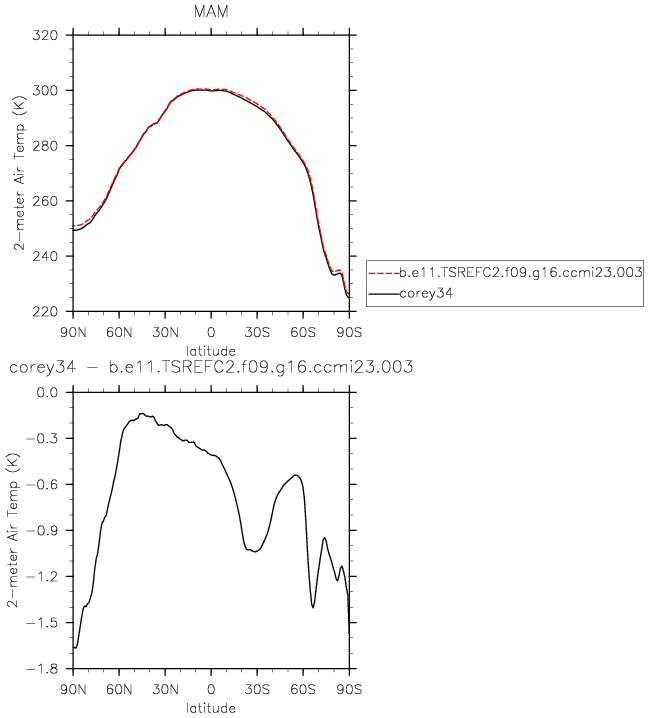 MAM
320
300
280
260
240
220
2-meter Air Temp (K)
90N 60N 30N 0 30S 60S 90S
latitude
b.e11.TSREFC2.f09.g16.ccmi23.003
corey34
corey34 - b.e11.TSREFC2.f09.g16.ccmi23.003
0.0
-0.3
-0.6
-0.9
-1.2
-1.5
-1.8
2-meter Air Temp (K)
90N 60N 30N 0 30S 60S 90S
latitude